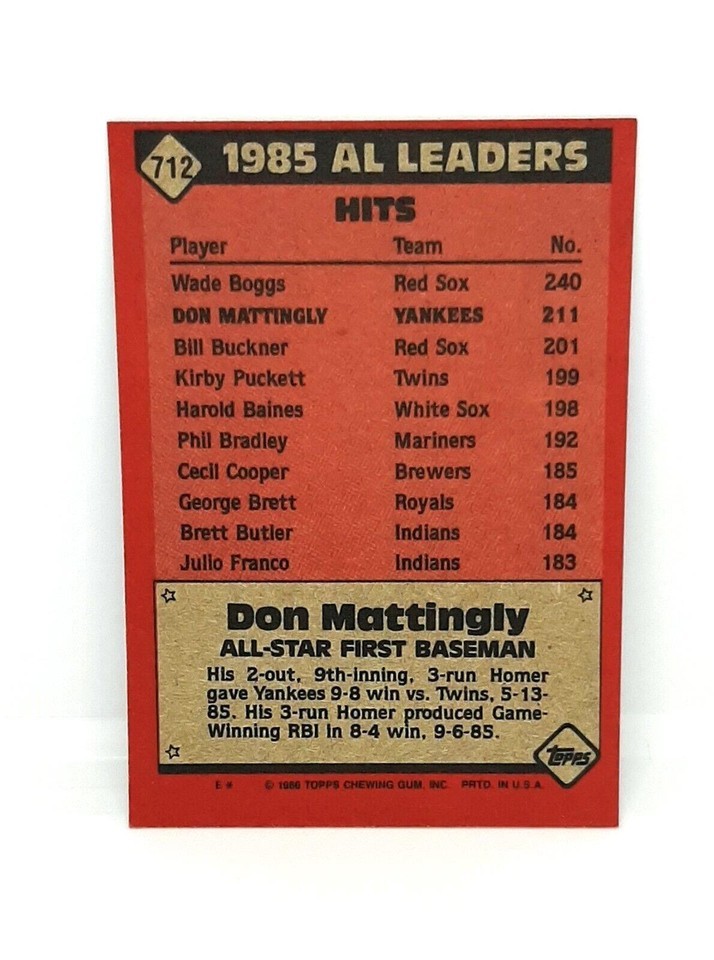 712 1985 AL LEADERS
HITS
Player Team No.
Wade Boggs Red Sox 240
DON MATTINGLY YANKEES 211
Bill Buckner Red Sox 201
Kirby Puckett Twins 199
Harold Baines White Sox 198
Phil Bradley Mariners 192
Cecil Cooper Brewers 185
George Brett Royals 184
Brett Butler Indians 184
Julio Franco Indians 183
Don Mattingly
ALL-STAR FIRST BASEMAN
His 2-out, 9th-inning, 3-run Homer
gave Yankees 9-8 win vs. Twins, 5-13-
85. His 3-run Homer produced Game-
Winning RBI in 8-4 win, 9-6-85.
Topps
E # © 1986 TOPPS CHEWING GUM, INC. PRTD. IN U.S.A.